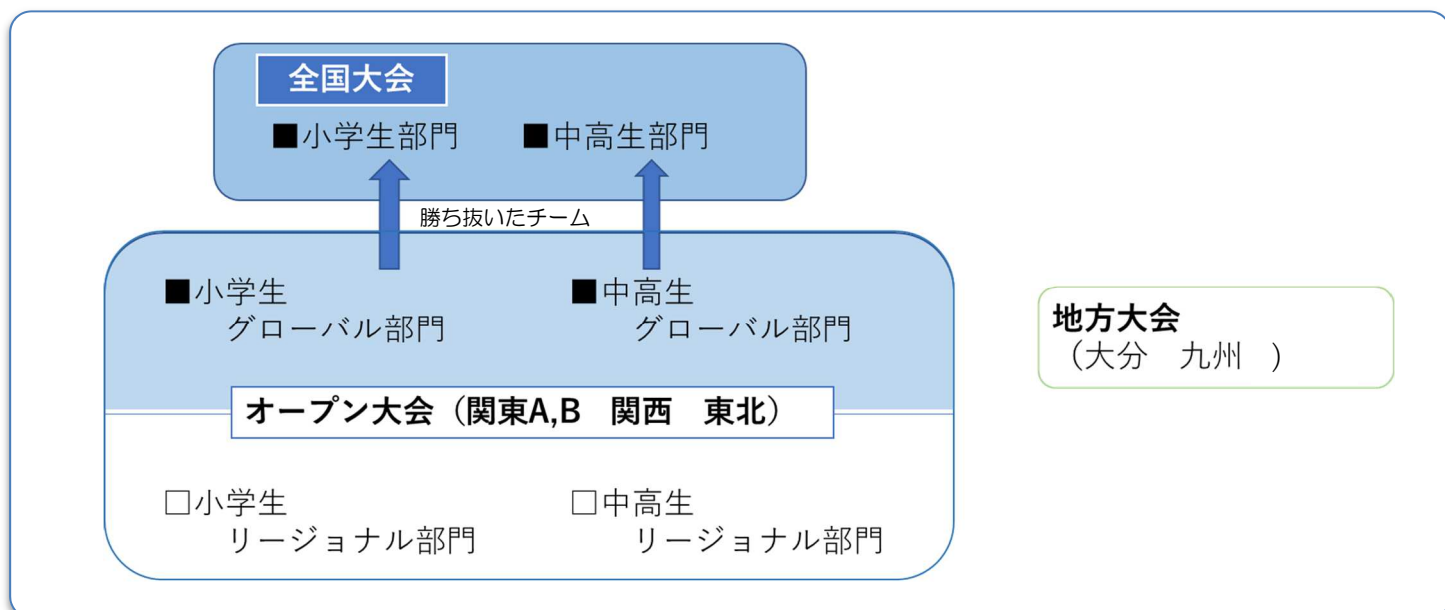 全国大会
■小学生部門 ■中高生部門
勝ち抜いたチーム
■小学生
グローバル部門
■中高生
グローバル部門
オープン大会（関東A,B　関西　東北）
□小学生
リージョナル部門
□中高生
リージョナル部門
地方大会
（大分　九州　)